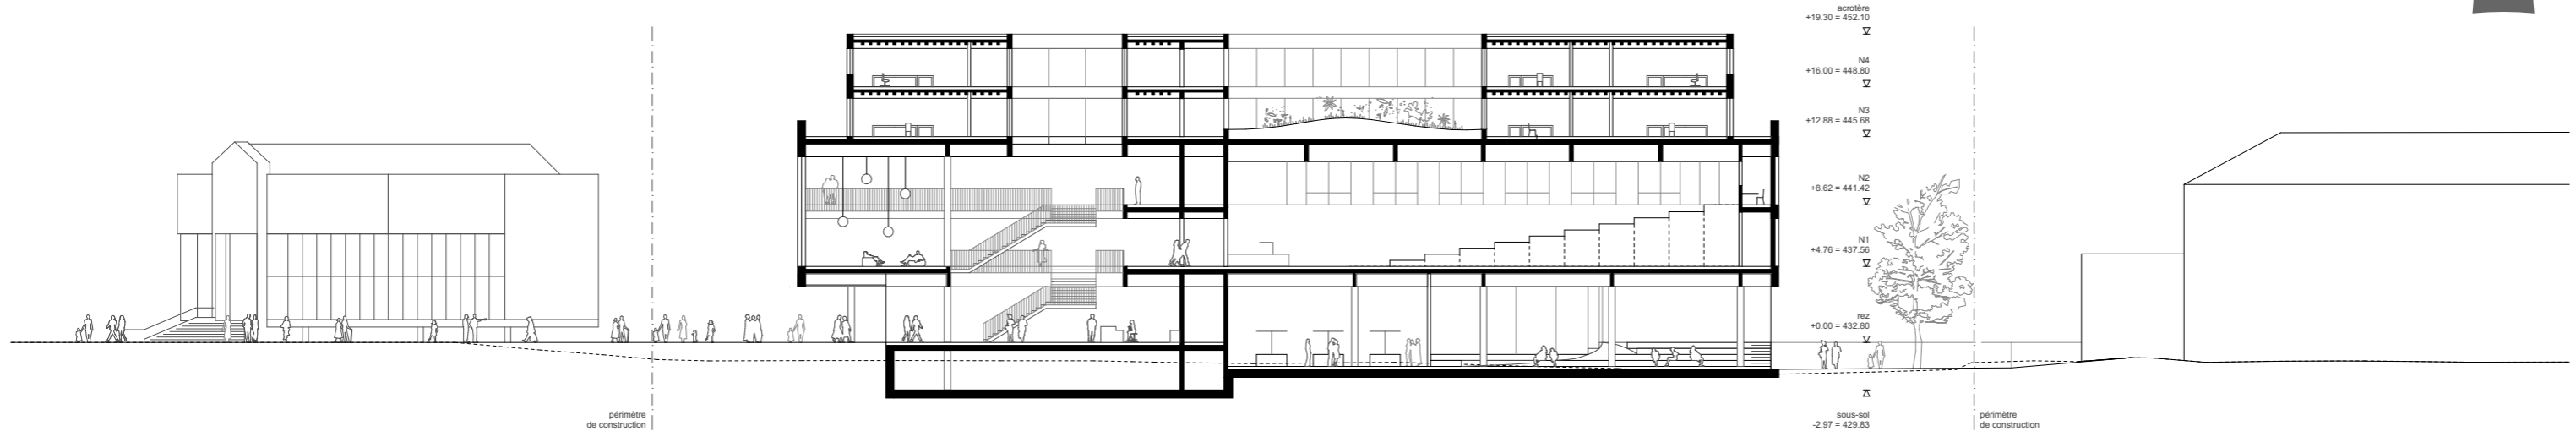 acrotère
+19.30 = 452.10
N4
+16.00 = 448.80
N3
+12.88 = 445.68
N2
+8.62 = 441.42
N1
+4.76 = 437.56
rez
+0.00 = 432.80
sous-sol
-2.97 = 429.83
périmètre
de construction
périmètre
de construction